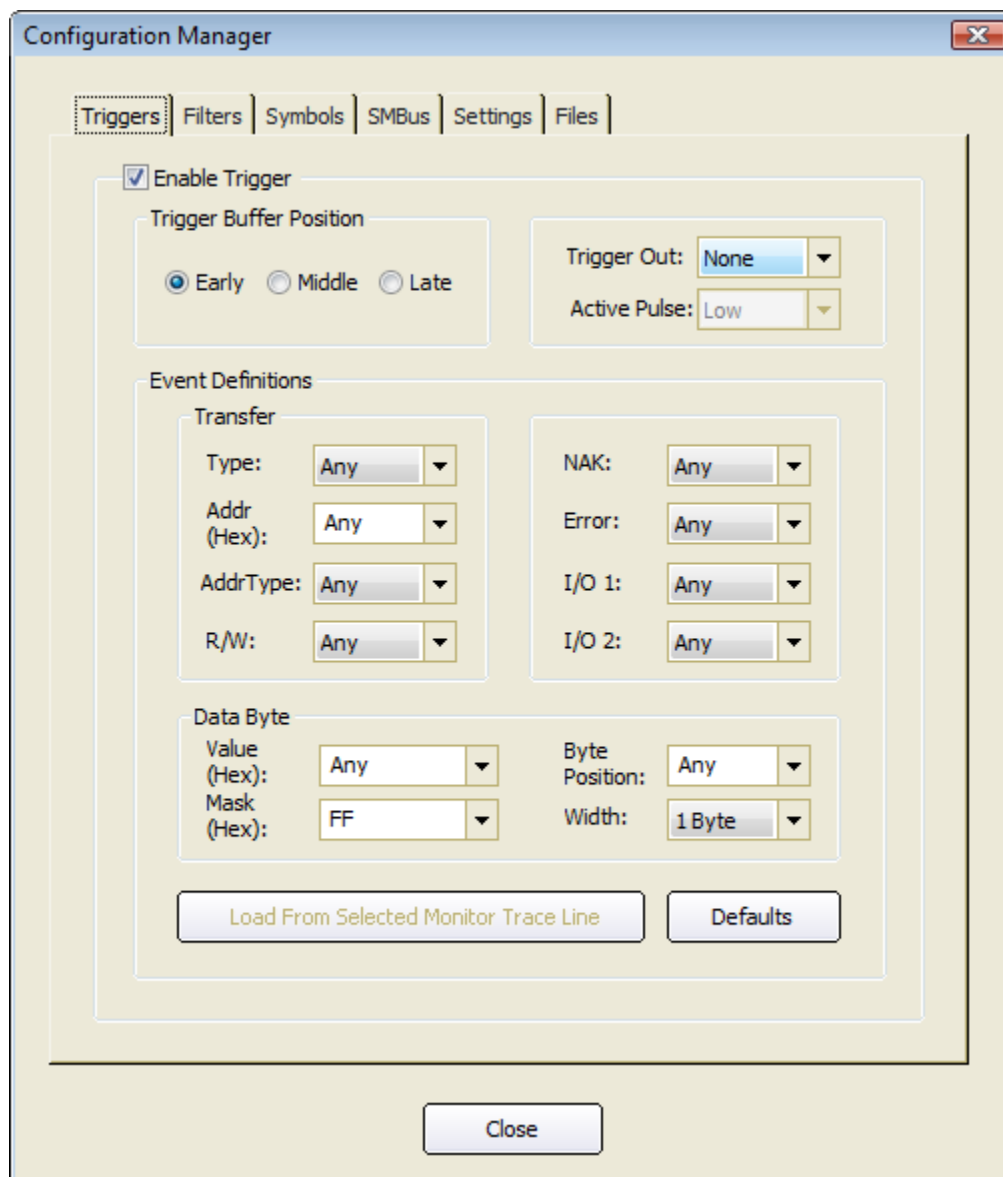 Configuration Manager
Triggers Filters Symbols SMBus Settings Files
Enable Trigger
Trigger Buffer Position
Early Middle Late
Trigger Out: None
Active Pulse: Low
Event Definitions
Transfer
Type: Any
Addr
(Hex): Any
AddrType: Any
R/W: Any
NAK: Any
Error: Any
I/O 1: Any
I/O 2: Any
Data Byte
Value
(Hex): Any
Mask
(Hex): FF
Byte
Position: Any
Width: 1 Byte
Load From Selected Monitor Trace Line
Defaults
Close